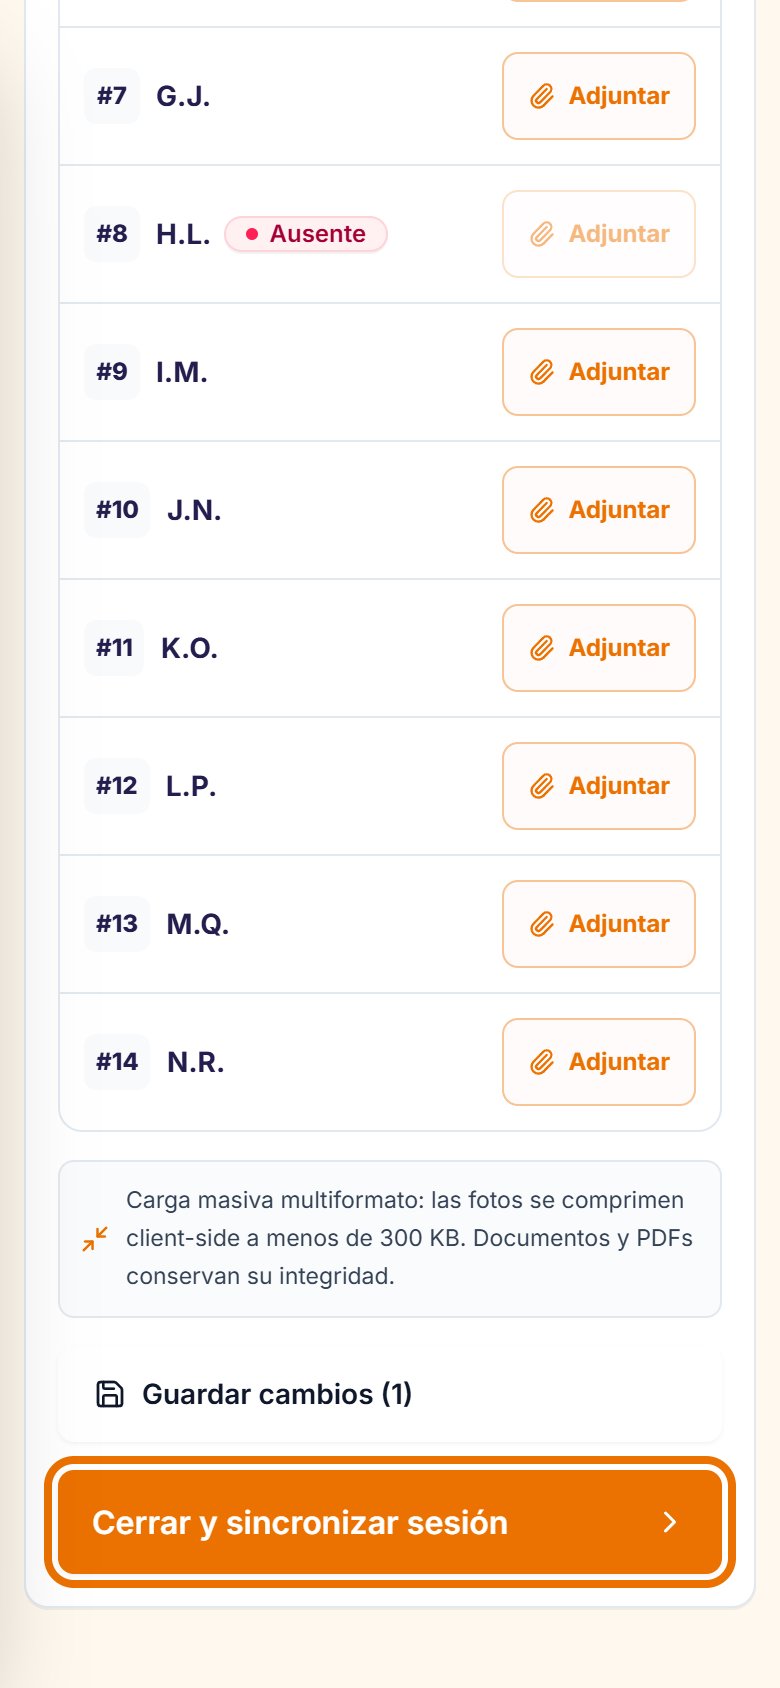 #7 G.J. Adjuntar
#8 H.L. Ausente Adjuntar
#9 I.M. Adjuntar
#10 J.N. Adjuntar
#11 K.O. Adjuntar
#12 L.P. Adjuntar
#13 M.Q. Adjuntar
#14 N.R. Adjuntar
Carga masiva multiformato: las fotos se comprimen
client-side a menos de 300 KB. Documentos y PDFs
conservan su integridad.
Guardar cambios (1)
Cerrar y sincronizar sesión